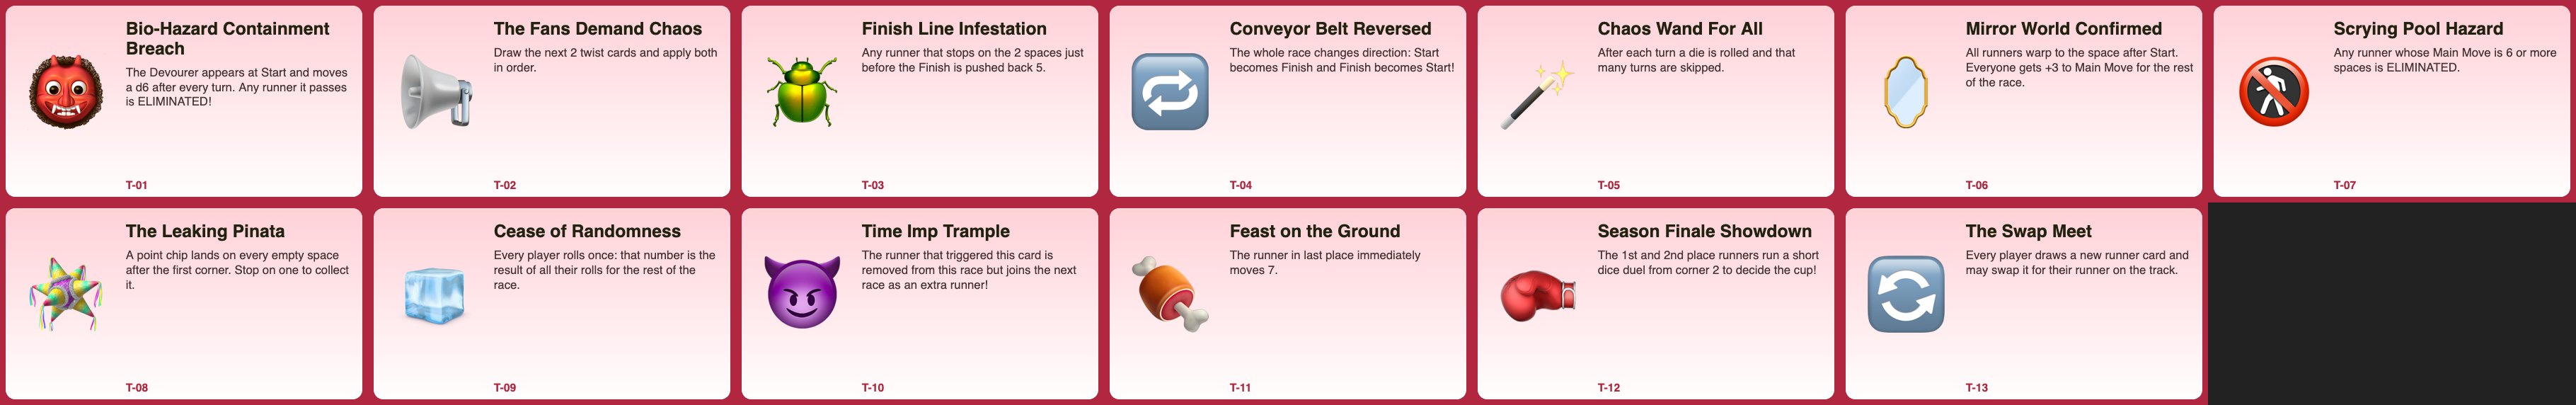 Bio-Hazard Containment
Breach
The Devourer appears at Start and moves
a d6 after every turn. Any runner it passes
is ELIMINATED!
T-01
The Fans Demand Chaos
Draw the next 2 twist cards and apply both
in order.
T-02
Finish Line Infestation
Any runner that stops on the 2 spaces just
before the Finish is pushed back 5.
T-03
Conveyor Belt Reversed
The whole race changes direction: Start
becomes Finish and Finish becomes Start!
T-04
Chaos Wand For All
After each turn a die is rolled and that
many turns are skipped.
T-05
Mirror World Confirmed
All runners warp to the space after Start.
Everyone gets +3 to Main Move for the rest
of the race.
T-06
Scrying Pool Hazard
Any runner whose Main Move is 6 or more
spaces is ELIMINATED.
T-07
The Leaking Pinata
A point chip lands on every empty space
after the first corner. Stop on one to collect
it.
T-08
Cease of Randomness
Every player rolls once: that number is the
result of all their rolls for the rest of the
race.
T-09
Time Imp Trample
The runner that triggered this card is
removed from this race but joins the next
race as an extra runner!
T-10
Feast on the Ground
The runner in last place immediately
moves 7.
T-11
Season Finale Showdown
The 1st and 2nd place runners run a short
dice duel from corner 2 to decide the cup!
T-12
The Swap Meet
Every player draws a new runner card and
may swap it for their runner on the track.
T-13